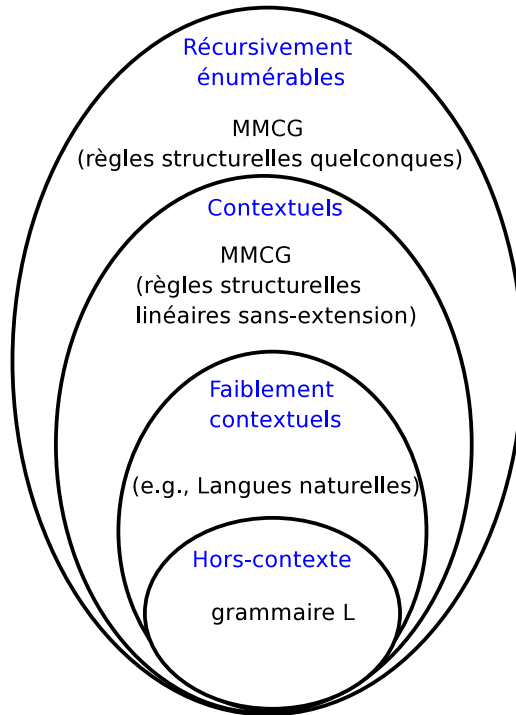 Récursivement
énumérables
MMCG
(règles structurelles quelconques)
Contextuels
MMCG
(règles structurelles
linéaires sans-extension)
Faiblement
contextuels
(e.g., Langues naturelles)
Hors-contexte
grammaire L